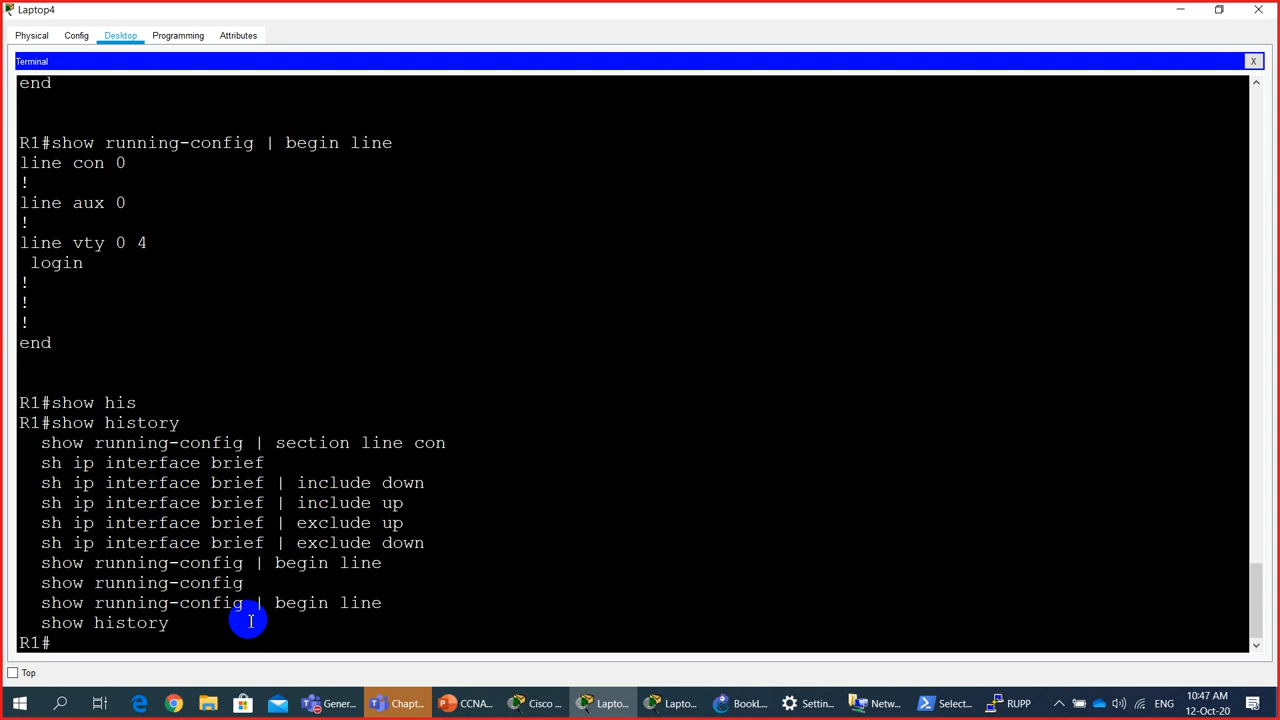 Laptop4
Physical Config Desktop Programming Attributes
Terminal X
end
R1#show running-config | begin line
line con 0
!
line aux 0
!
line vty 0 4
 login
!
!
!
end
R1#show his
R1#show history
  show running-config | section line con
  sh ip interface brief
  sh ip interface brief | include down
  sh ip interface brief | include up
  sh ip interface brief | exclude up
  sh ip interface brief | exclude down
  show running-config | begin line
  show running-config
  show running-config | begin line
  show history
R1#
Top
Gener... Chapt... CCNA... Cisco ... Lapto... Lapto... BookL... Settin... Netw... Select... RUPP ENG 10:47 AM
12-Oct-20